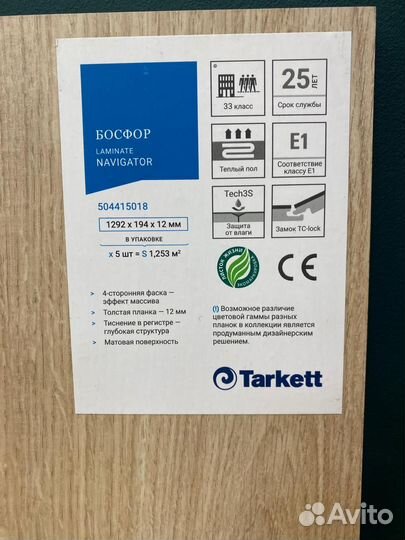 БОСФОР
LAMINATE
NAVIGATOR
504415018
1292 x 194 x 12 мм
В УПАКОВКЕ
x 5 шт = S 1,253 м²
> 4-сторонняя фаска —
эффект массива
> Толстая планка — 12 мм
> Тиснение в регистре —
глубокая структура
> Матовая поверхность
33 класс
25 ЛЕТ
Срок службы
Теплый пол
E1
Соответствие
классу E1
Tech3S
Защита
от влаги
Замок TC-lock
ЛИСТОК ЖИЗНИ
CE
(!) Возможное различие
цветовой гаммы разных
планок в коллекции является
продуманным дизайнерским
решением.
Tarkett
Avito